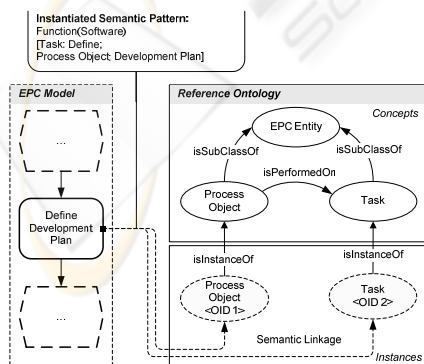 Instantiated Semantic Pattern:
Function(Software)
[Task: Define;
Process Object; Development Plan]
EPC Model
...
Define
Development
Plan
...
Reference Ontology
Concepts
EPC Entity
isSubClassOf
isSubClassOf
isPerformedOn
Process
Object
Task
isInstanceOf
isInstanceOf
Process
Object
<OID 1>
Task
<OID 2>
Semantic Linkage
Instances